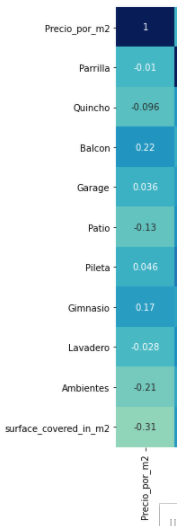 Precio_por_m2 1
Parrilla -0.01
Quincho -0.096
Balcon 0.22
Garage 0.036
Patio -0.13
Pileta 0.046
Gimnasio 0.17
Lavadero -0.028
Ambientes -0.21
surface_covered_in_m2 -0.31
Precio_por_m2